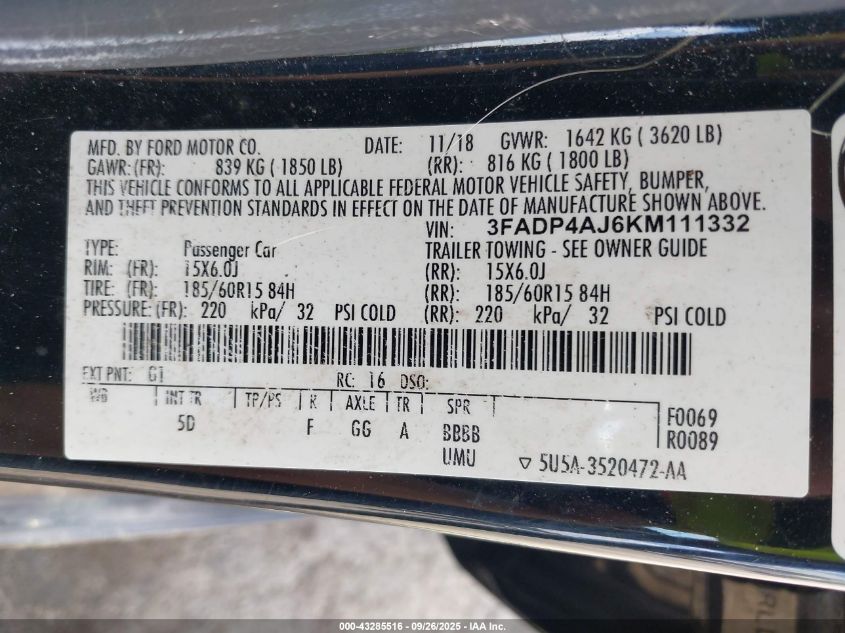 MFD. BY FORD MOTOR CO. DATE: 11/18 GVWR: 1642 KG ( 3620 LB)
GAWR: (FR): 839 KG ( 1850 LB) (RR): 816 KG ( 1800 LB)
THIS VEHICLE CONFORMS TO ALL APPLICABLE FEDERAL MOTOR VEHICLE SAFETY, BUMPER,
AND THEFT PREVENTION STANDARDS IN EFFECT ON THE DATE OF MANUFACTURE SHOWN ABOVE.
VIN: 3FADP4AJ6KM111332
TYPE: Passenger Car TRAILER TOWING - SEE OWNER GUIDE
RIM: (FR): 15X6.0J (RR): 15X6.0J
TIRE: (FR): 185/60R15 84H (RR): 185/60R15 84H
PRESSURE: (FR): 220 kPa/ 32 PSI COLD (RR): 220 kPa/ 32 PSI COLD
EXT PNT: G1 RC: 16 DSO:
WB INT TR TP/PS R AXLE TR SPR
5D F GG A BBBB
UMU
F0069
R0089
▽ 5U5A-3520472-AA
000-43285516 - 09/26/2025 - IAA Inc.